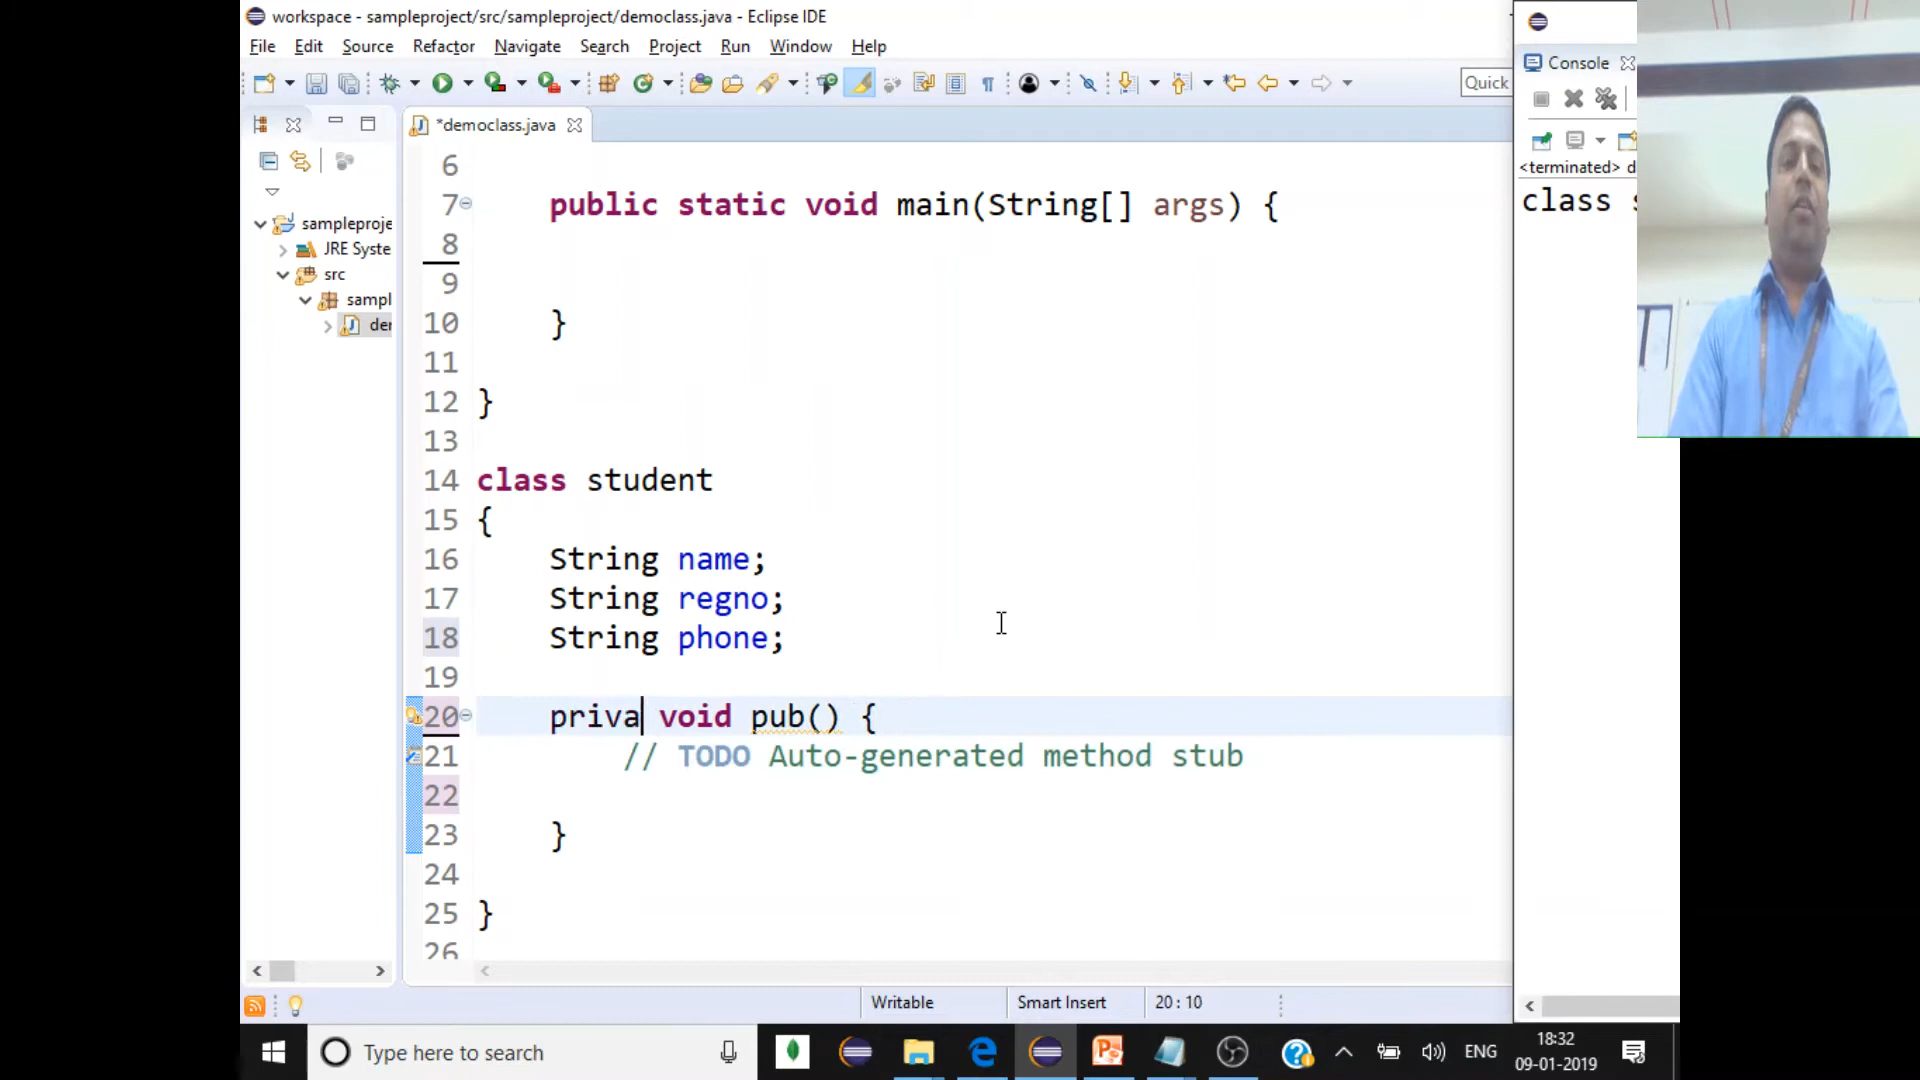 workspace - sampleproject/src/sampleproject/democlass.java - Eclipse IDE
File Edit Source Refactor Navigate Search Project Run Window Help
Quick
*democlass.java
Console
<terminated> d
class s
sampleproje
JRE Syste
src
sampl
der
6
7 public static void main(String[] args) {
8
9
10 }
11
12 }
13
14 class student
15 {
16 String name;
17 String regno;
18 String phone;
19
20 priva void pub() {
21 // TODO Auto-generated method stub
22
23 }
24
25 }
26
Writable Smart Insert 20 : 10
Type here to search
ENG
18:32
09-01-2019